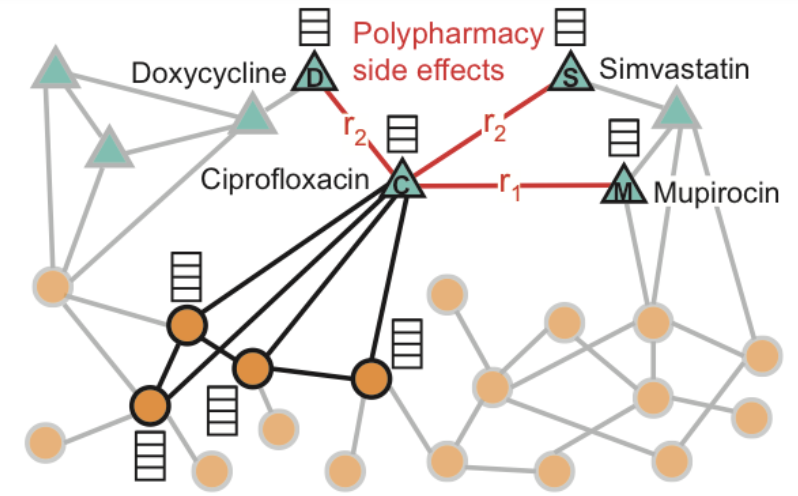 Polypharmacy
side effects
Doxycycline
D
S
Simvastatin
r2
r2
Ciprofloxacin
C
r1
M
Mupirocin